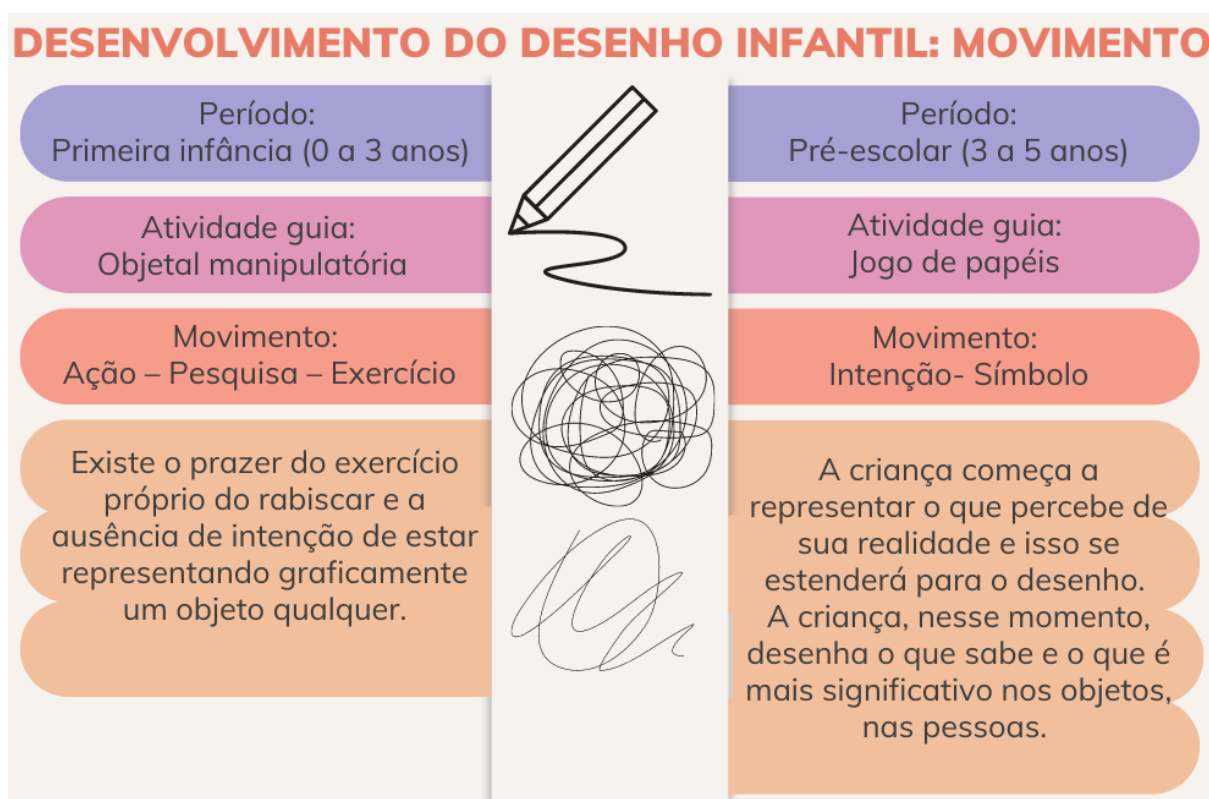 DESENVOLVIMENTO DO DESENHO INFANTIL: MOVIMENTO
Período:
Primeira infância (0 a 3 anos)
Atividade guia:
Objetal manipulatória
Movimento:
Ação – Pesquisa – Exercício
Existe o prazer do exercício
próprio do rabiscar e a
ausência de intenção de estar
representando graficamente
um objeto qualquer.
Período:
Pré-escolar (3 a 5 anos)
Atividade guia:
Jogo de papéis
Movimento:
Intenção- Símbolo
A criança começa a
representar o que percebe de
sua realidade e isso se
estenderá para o desenho.
A criança, nesse momento,
desenha o que sabe e o que é
mais significativo nos objetos,
nas pessoas.